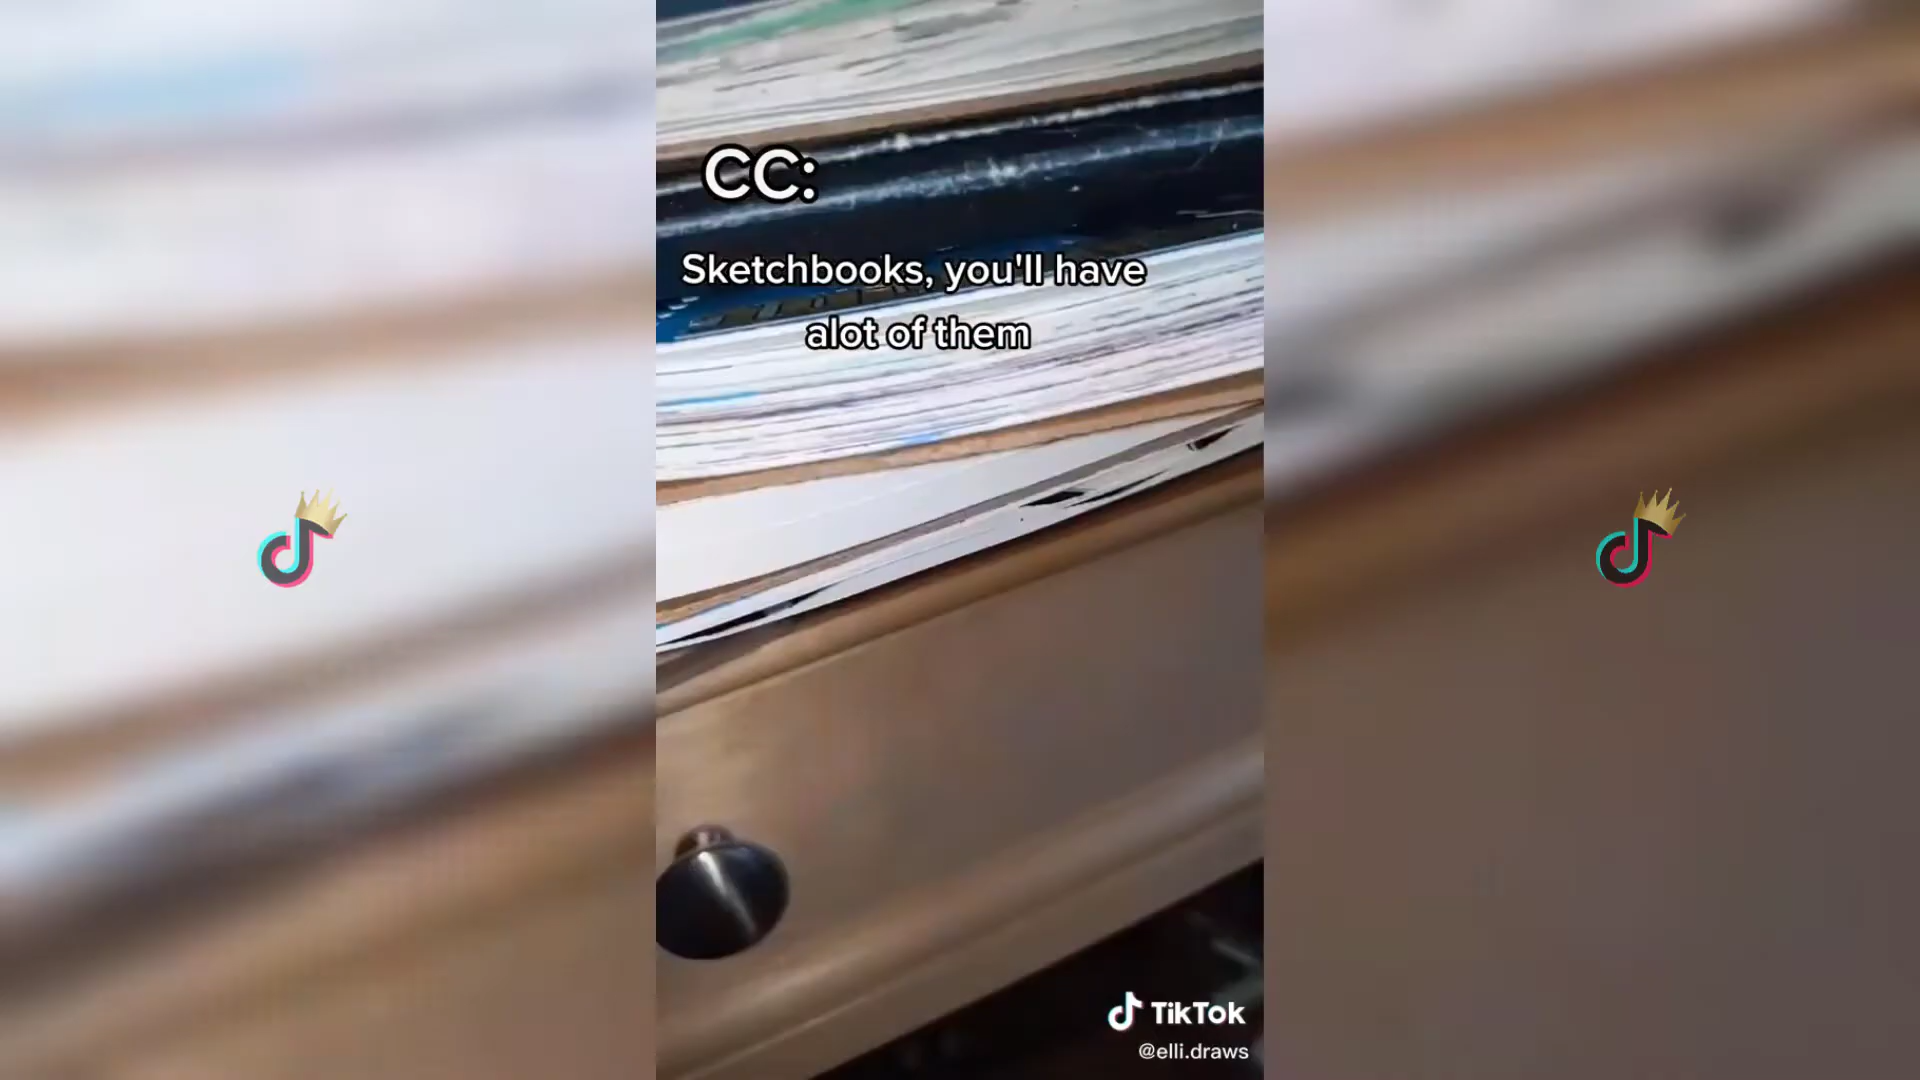 CC:
Sketchbooks, you'll have
alot of them
TikTok
@elli.draws